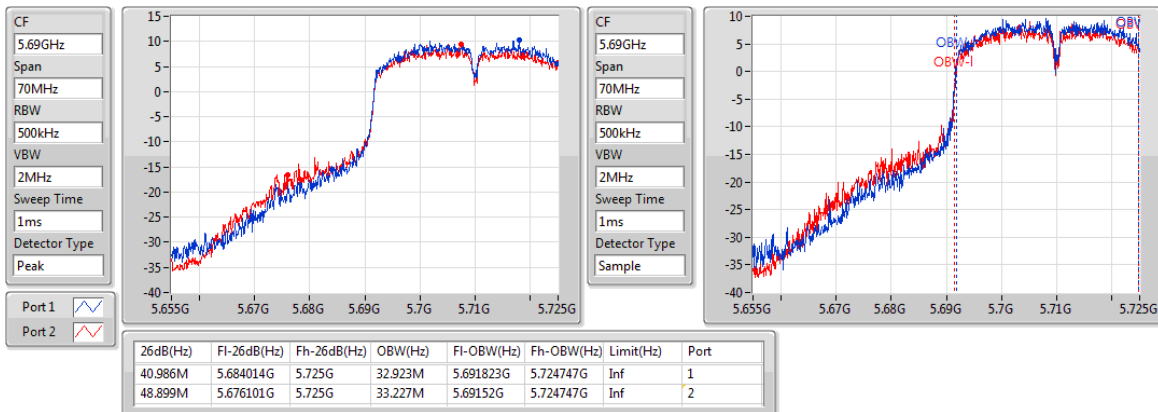 CF
5.69GHz
Span
70MHz
RBW
500kHz
VBW
2MHz
Sweep Time
1ms
Detector Type
Peak
Port 1
Port 2
15
10
5
0
-5
-10
-15
-20
-25
-30
-35
-40
5.655G 5.67G 5.68G 5.69G 5.7G 5.71G 5.725G
CF
5.69GHz
Span
70MHz
RBW
500kHz
VBW
2MHz
Sweep Time
1ms
Detector Type
Sample
10
5
0
-5
-10
-15
-20
-25
-30
-35
-40
OBW
OBW-l
OBW
5.655G 5.67G 5.68G 5.69G 5.7G 5.71G 5.725G
26dB(Hz) Fl-26dB(Hz) Fh-26dB(Hz) OBW(Hz) Fl-OBW(Hz) Fh-OBW(Hz) Limit(Hz) Port
40.986M 5.684014G 5.725G 32.923M 5.691823G 5.724747G Inf 1
48.899M 5.676101G 5.725G 33.227M 5.69152G 5.724747G Inf 2